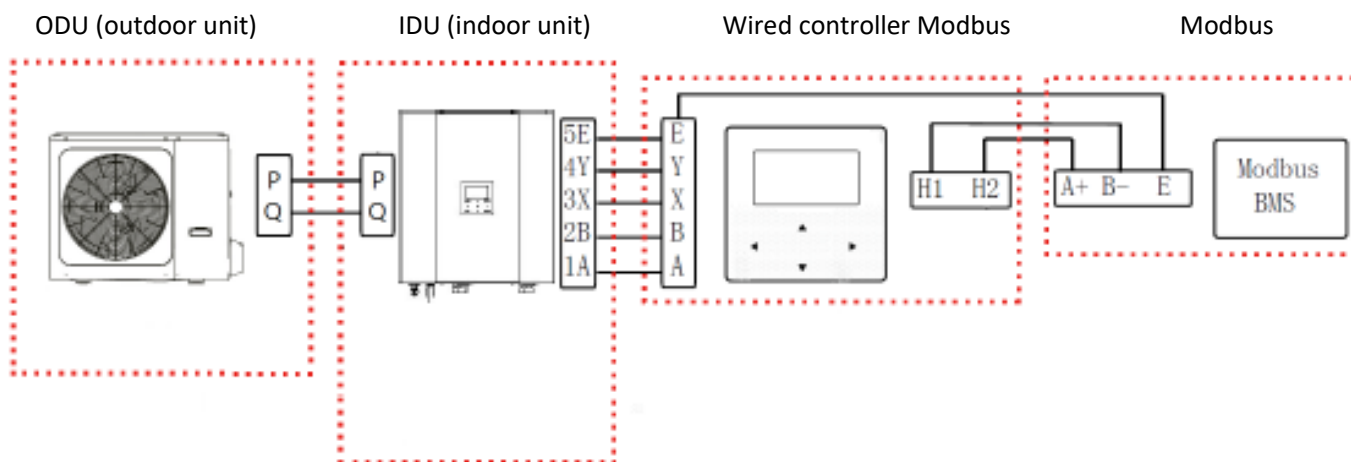 ODU (outdoor unit)
IDU (indoor unit)
Wired controller Modbus
Modbus
P
Q
P
Q
5E
4Y
3X
2B
1A
E
Y
X
B
A
H1 H2
A+ B- E
Modbus
BMS